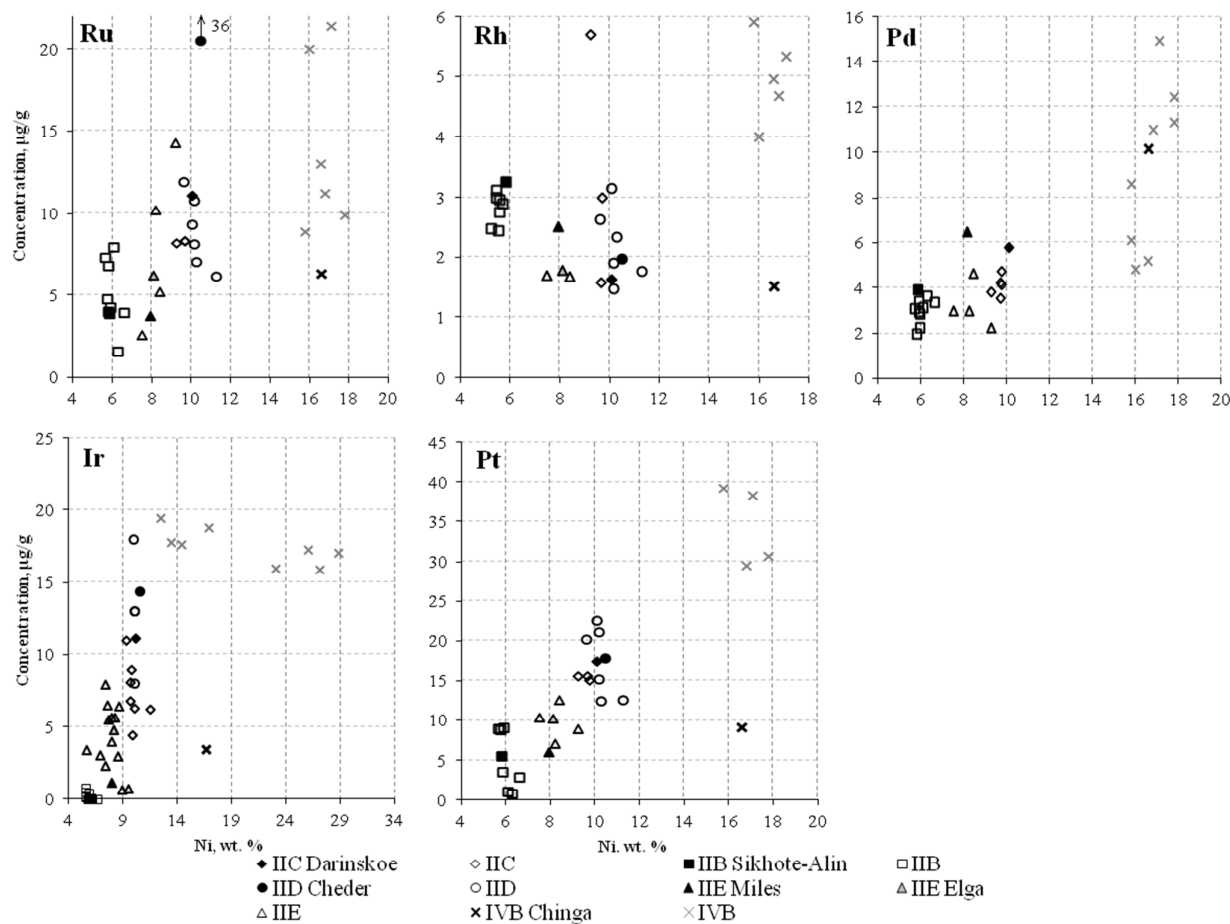 Ru
36
Concentration, µg/g
20
15
10
5
0
4 6 8 10 12 14 16 18 20
Rh
6
5
4
3
2
1
0
4 6 8 10 12 14 16 18 20
Pd
16
14
12
10
8
6
4
2
0
4 6 8 10 12 14 16 18 20
Ir
Concentration, µg/g
25
20
15
10
5
0
4 9 14 19 24 29 34
Ni, wt. %
Pt
45
40
35
30
25
20
15
10
5
0
4 6 8 10 12 14 16 18 20
Ni. wt. %
IIC Darinskoe IIC IIB Sikhote-Alin IIB
IID Cheder IID IIE Miles IIE Elga
IIE IVB Chinga IVB